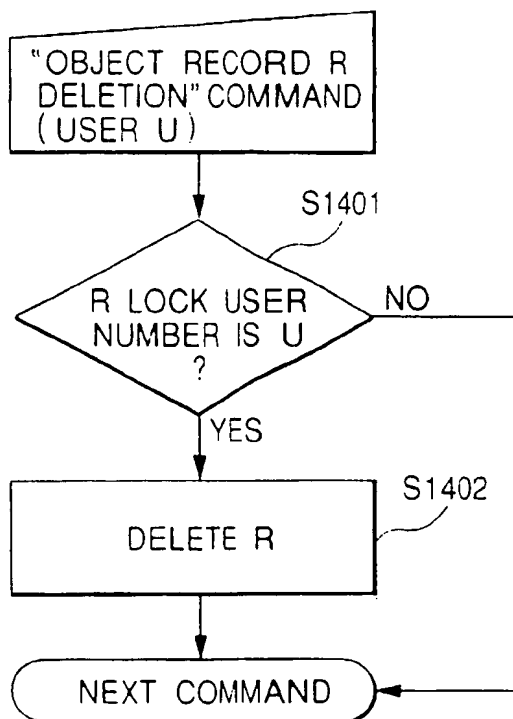 "OBJECT RECORD R
DELETION" COMMAND
(USER U)
S1401
R LOCK USER
NUMBER IS U
?
NO
YES
S1402
DELETE R
NEXT COMMAND